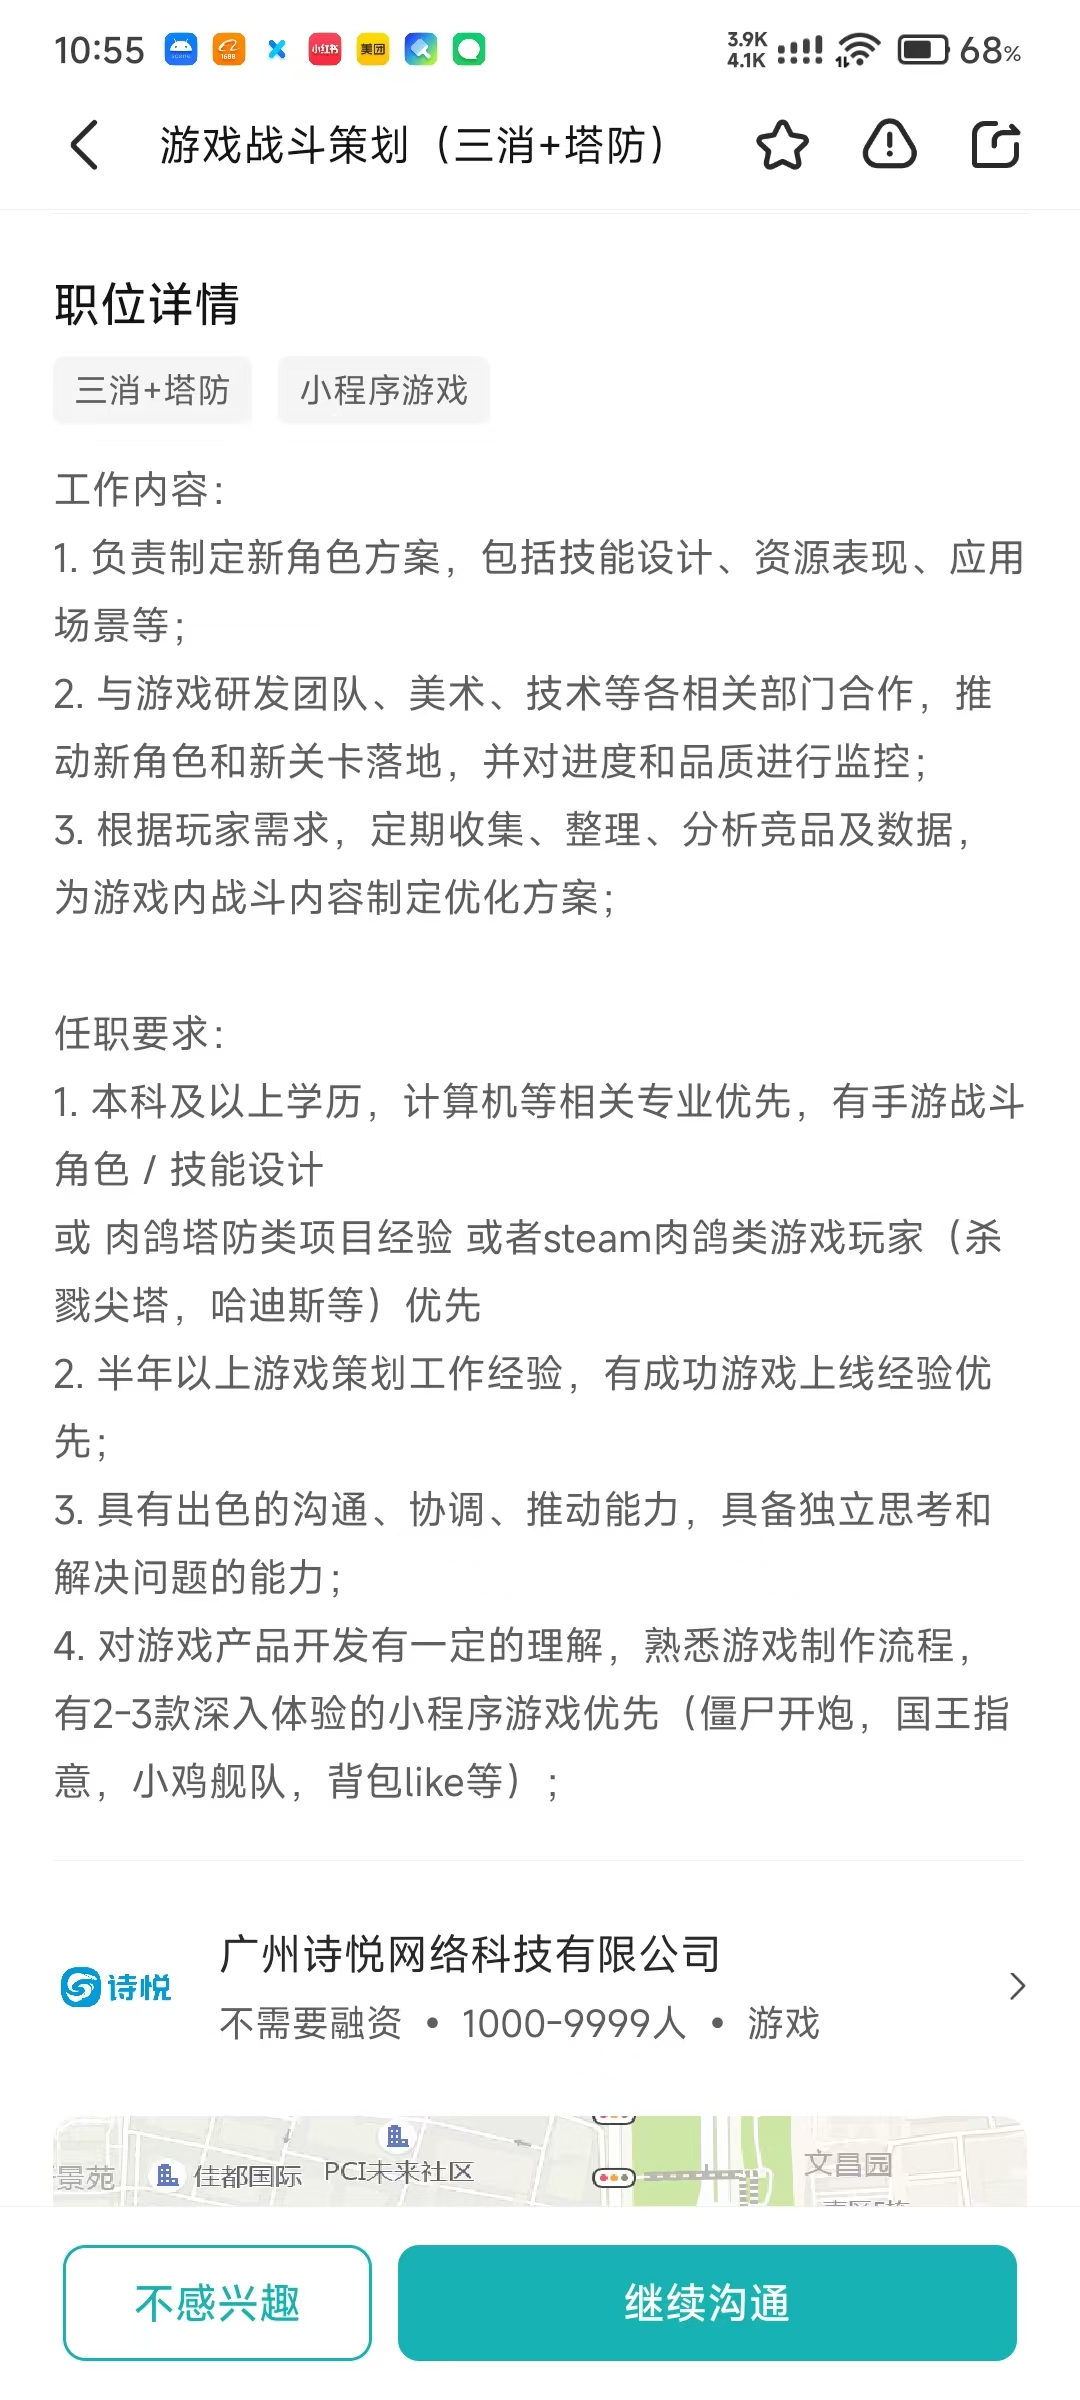 10:55
3.9K
4.1K
68%
游戏战斗策划（三消+塔防）
职位详情
三消+塔防
小程序游戏
工作内容：
1. 负责制定新角色方案，包括技能设计、资源表现、应用
场景等；
2. 与游戏研发团队、美术、技术等各相关部门合作，推
动新角色和新关卡落地，并对进度和品质进行监控；
3. 根据玩家需求，定期收集、整理、分析竞品及数据，
为游戏内战斗内容制定优化方案；
任职要求：
1. 本科及以上学历，计算机等相关专业优先，有手游战斗
角色 / 技能设计
或 肉鸽塔防类项目经验 或者steam肉鸽类游戏玩家（杀
戮尖塔，哈迪斯等）优先
2. 半年以上游戏策划工作经验，有成功游戏上线经验优
先；
3. 具有出色的沟通、协调、推动能力，具备独立思考和
解决问题的能力；
4. 对游戏产品开发有一定的理解，熟悉游戏制作流程，
有2-3款深入体验的小程序游戏优先（僵尸开炮，国王指
意，小鸡舰队，背包like等）；
诗悦
广州诗悦网络科技有限公司
不需要融资 • 1000-9999人 • 游戏
景苑
佳都国际
PCI未来社区
文昌园
不感兴趣
继续沟通